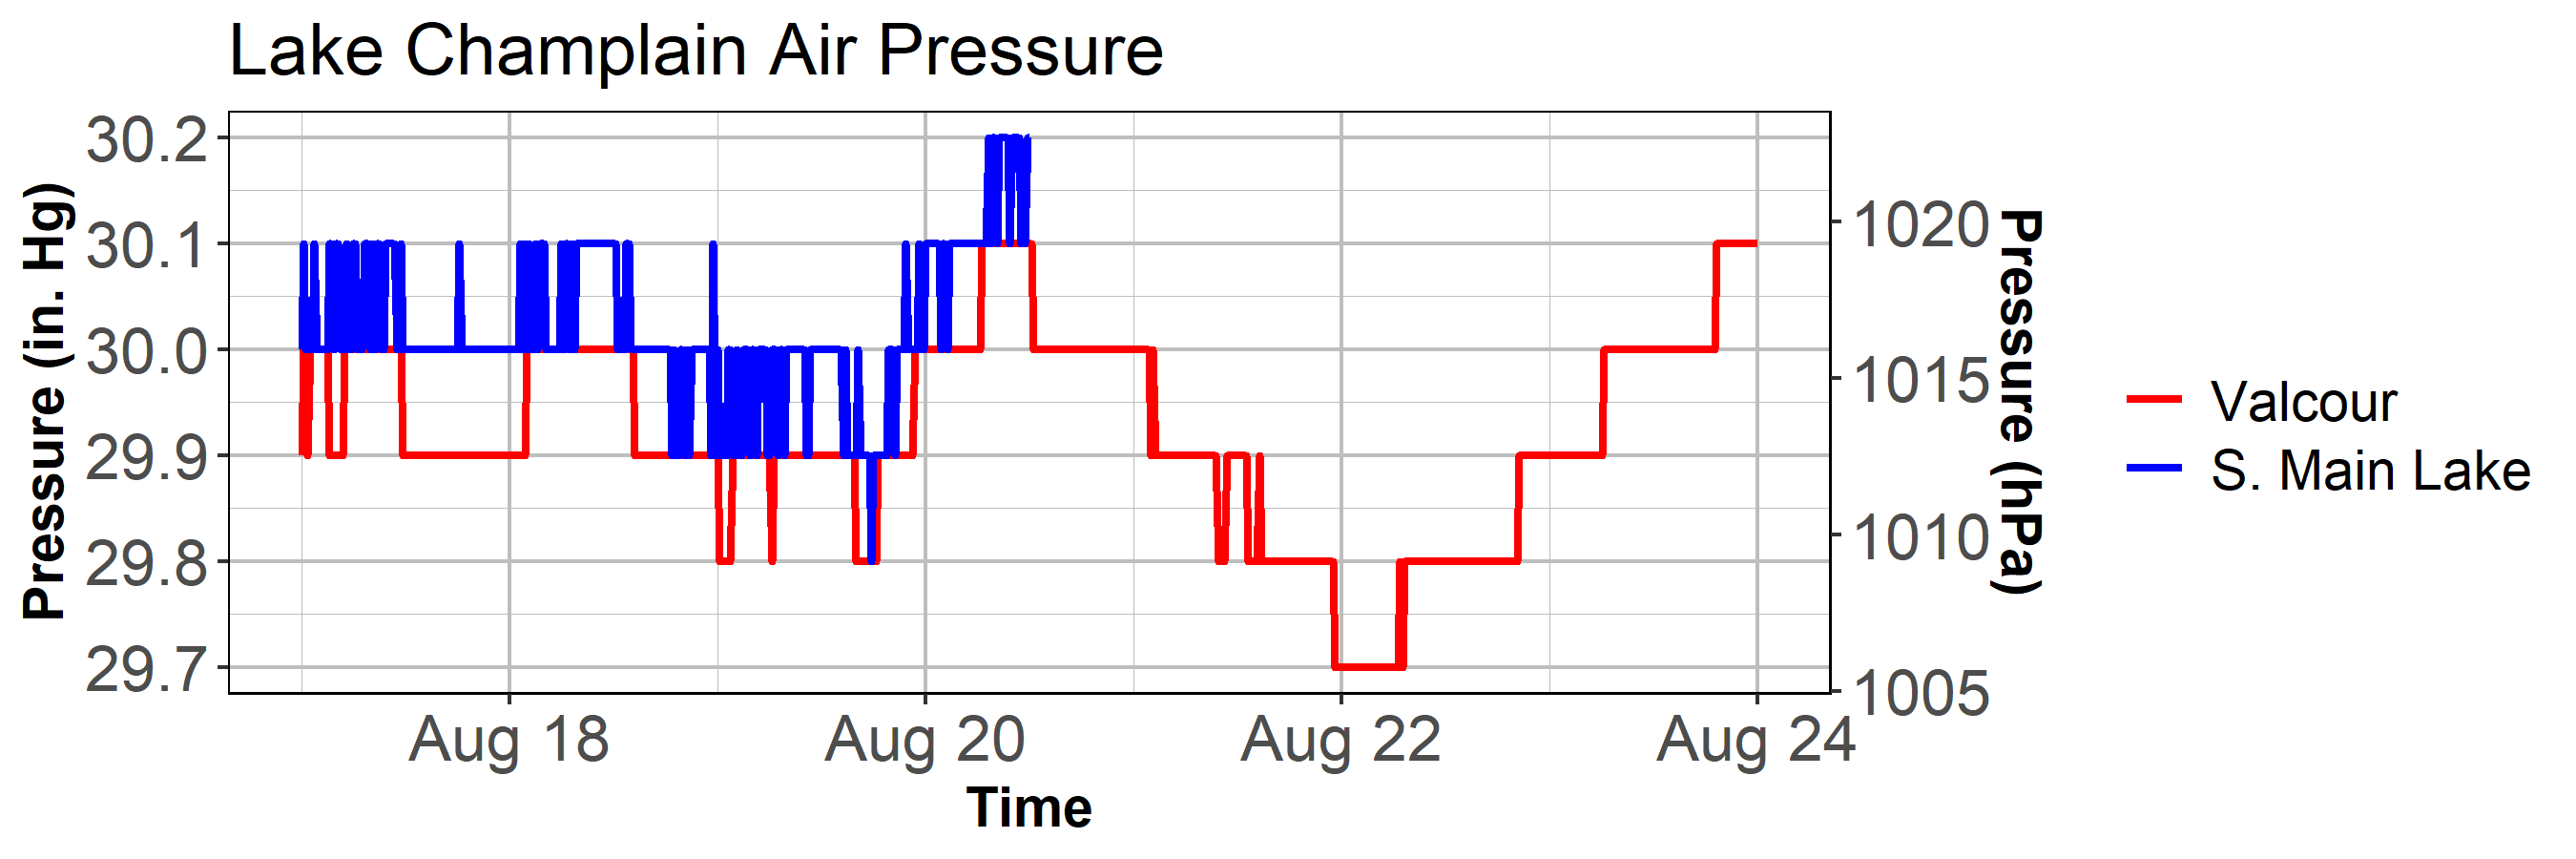 Lake Champlain Air Pressure
Pressure (in. Hg)
30.2
30.1
30.0
29.9
29.8
29.7
1020
1015
1010
1005
Pressure (hPa)
Aug 18
Aug 20
Aug 22
Aug 24
Time
Valcour
S. Main Lake